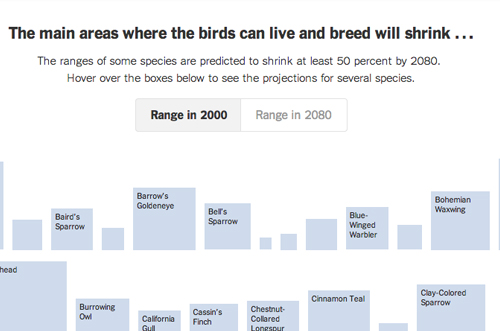 The main areas where the birds can live and breed will shrink . . .
The ranges of some species are predicted to shrink at least 50 percent by 2080.
Hover over the boxes below to see the projections for several species.
Range in 2000
Range in 2080
Baird's
Sparrow
Barrow's
Goldeneye
Bell's
Sparrow
Blue-
Winged
Warbler
Bohemian
Waxwing
head
Burrowing
Owl
California
Gull
Cassin's
Finch
Chestnut-
Collared
Longspur
Cinnamon Teal
Clay-Colored
Sparrow